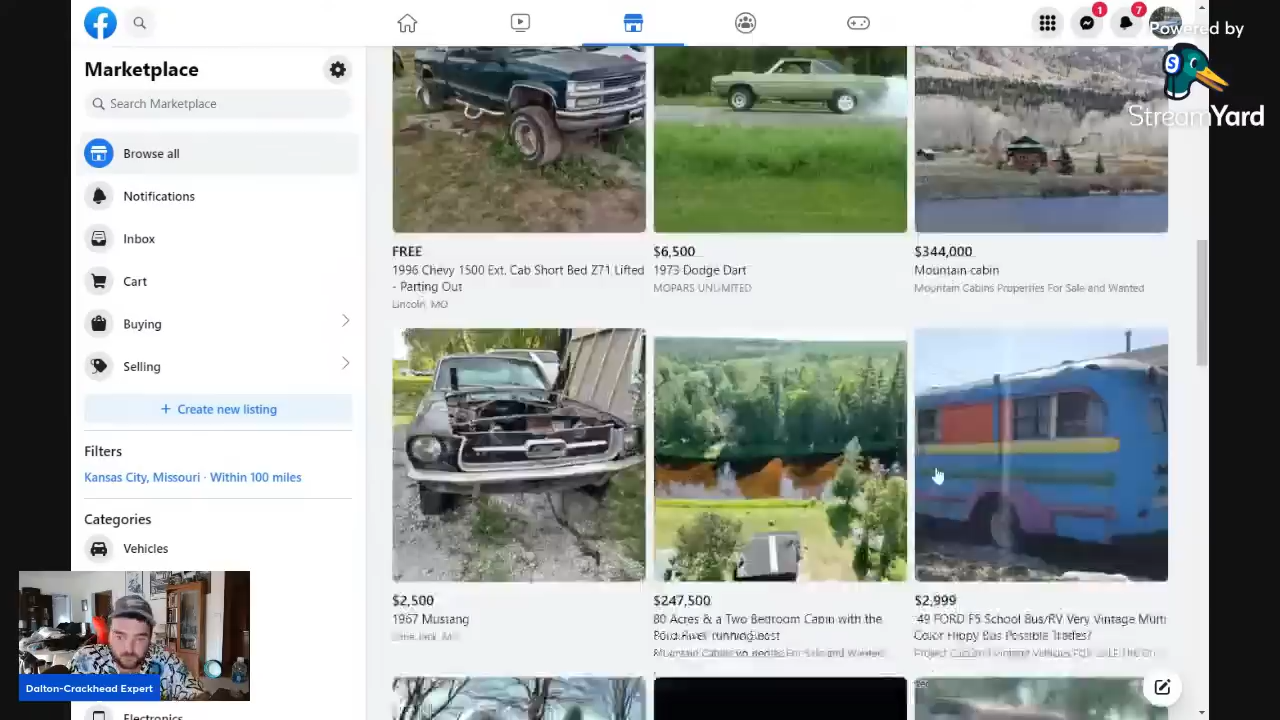 1
7
Powered by
S
StreamYard
Marketplace
Search Marketplace
Browse all
Notifications
Inbox
Cart
Buying
Selling
+ Create new listing
Filters
Kansas City, Missouri · Within 100 miles
Categories
Vehicles
Electronics
FREE
1996 Chevy 1500 Ext. Cab Short Bed Z71 Lifted
- Parting Out
Lincoln, MO
$6,500
1973 Dodge Dart
MOPARS UNLIMITED
$344,000
Mountain cabin
Mountain Cabins Properties For Sale and Wanted
$2,500
1967 Mustang
$247,500
80 Acres & a Two Bedroom Cabin with the
$2,999
'49 FORD F5 School Bus/RV Very Vintage Multi
Color Hippy Bus Possible Trades?
Dalton-Crackhead Expert